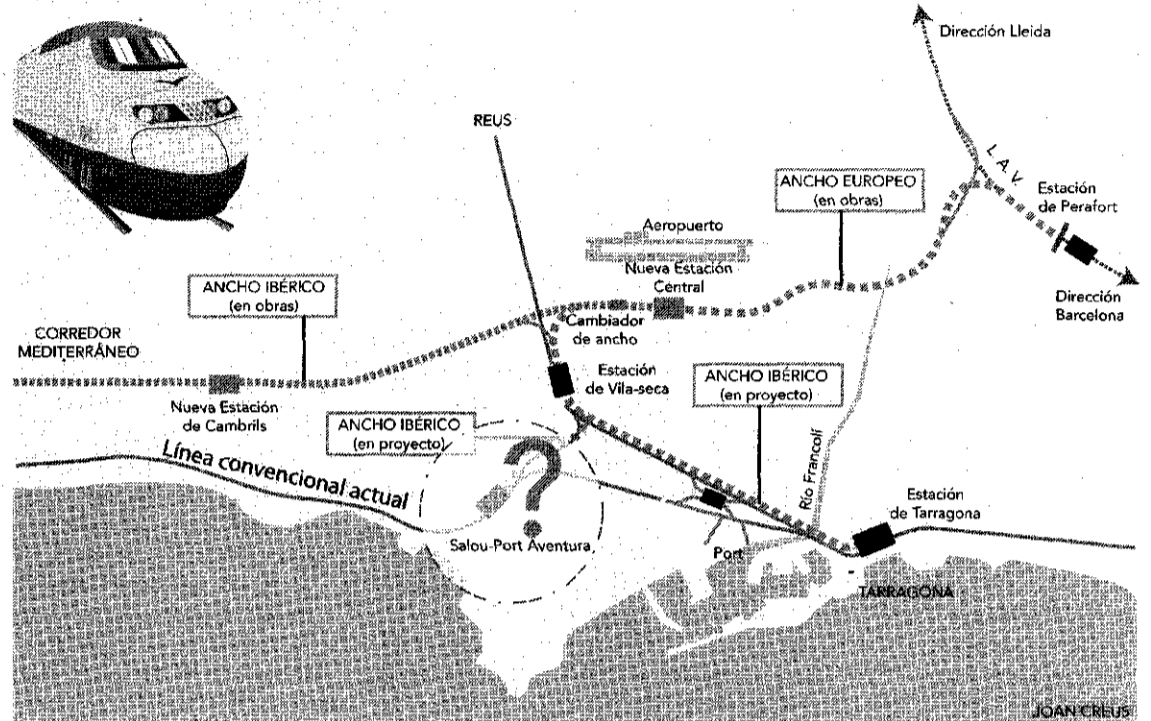 Dirección Lleida
REUS
L. A. V.
ANCHO EUROPEO
(en obras)
Estación
de Perafort
Aeropuerto
Nueva Estación
Central
ANCHO IBÉRICO
(en obras)
Dirección
Barcelona
CORREDOR
MEDITERRÁNEO
Cambiador
de ancho
Estación
de Vila-seca
ANCHO IBÉRICO
(en proyecto)
Nueva Estación
de Cambrils
ANCHO IBÉRICO
(en proyecto)
Línea convencional actual
Río Francolí
?
Estación
de Tarragona
Salou-Port Aventura
Port
TARRAGONA
JOAN CREUS